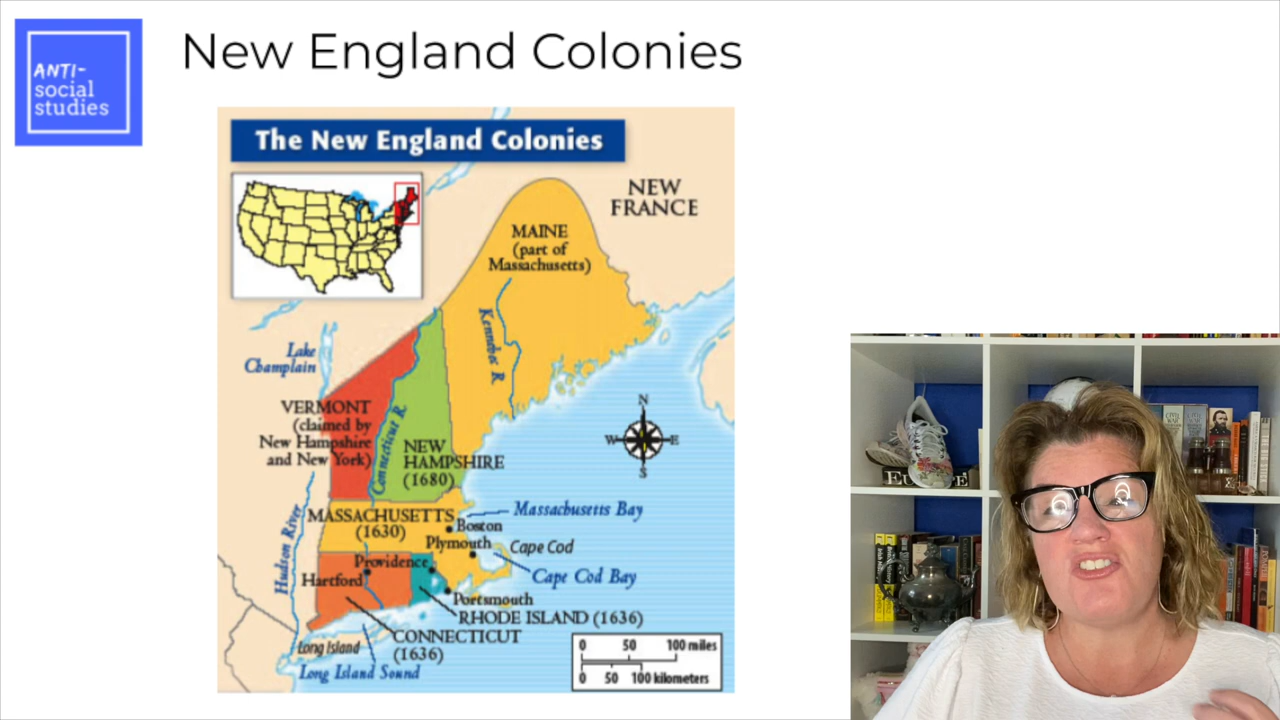 ANTI-
social
studies
New England Colonies
The New England Colonies
NEW
FRANCE
MAINE
(part of
Massachusetts)
Kennebec R.
Lake
Champlain
VERMONT
(claimed by
New Hampshire
and New York)
Connecticut R.
NEW
HAMPSHIRE
(1680)
N
W
E
S
Hudson River
MASSACHUSETTS
(1630)
Massachusetts Bay
Boston
Plymouth
Cape Cod
Providence
Cape Cod Bay
Hartford
Portsmouth
RHODE ISLAND (1636)
CONNECTICUT
(1636)
Long Island
Long Island Sound
0 50 100 miles
0 50 100 kilometers
CIVIL
WAR